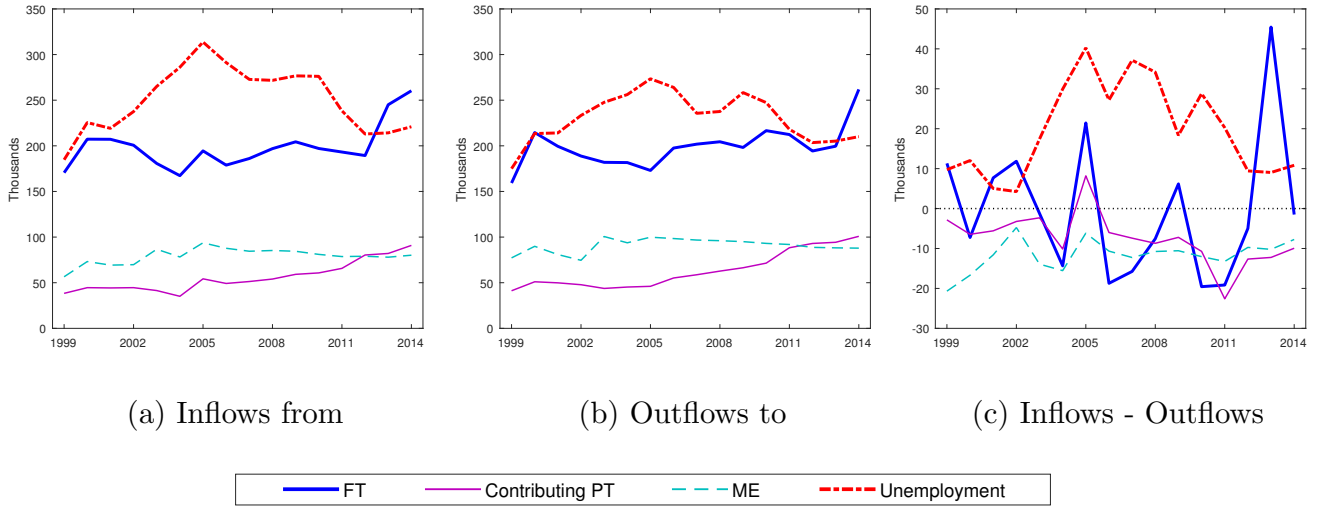 350
300
250
200
150
100
50
0
Thousands
1999 2002 2005 2008 2011 2014
(a) Inflows from
350
300
250
200
150
100
50
0
Thousands
1999 2002 2005 2008 2011 2014
(b) Outflows to
50
40
30
20
10
0
-10
-20
-30
Thousands
1999 2002 2005 2008 2011 2014
(c) Inflows - Outflows
FT Contributing PT ME Unemployment